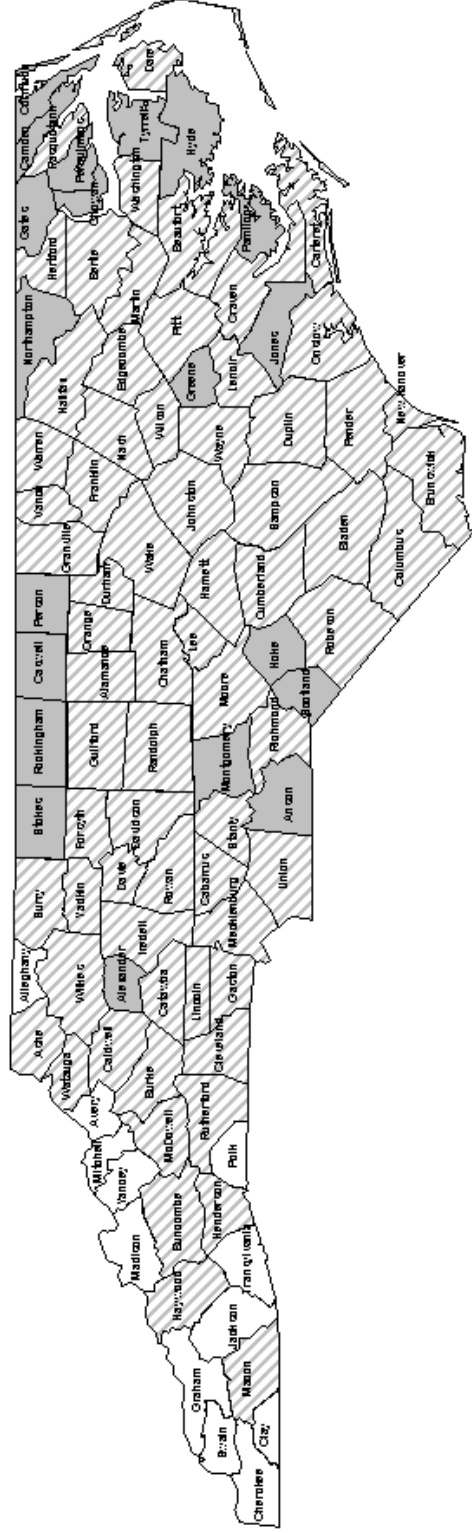 Cherokee
Clay
Graham
Swain
Macon
Jackson
Haywood
Transylvania
Madison
Buncombe
Henderson
Yancey
Mitchell
Avery
McDowell
Polk
Rutherford
Burke
Cleveland
Watauga
Caldwell
Ashe
Alleghany
Wilkes
Alexander
Catawba
Lincoln
Gaston
Surry
Yadkin
Iredell
Davie
Rowan
Cabarrus
Mecklenburg
Stokes
Forsyth
Davidson
Stanly
Union
Anson
Rockingham
Guilford
Randolph
Montgomery
Richmond
Caswell
Alamance
Chatham
Moore
Lee
Hoke
Scotland
Person
Orange
Durham
Granville
Vance
Warren
Franklin
Wake
Harnett
Cumberland
Robeson
Bladen
Columbus
Brunswick
Johnston
Sampson
Nash
Wilson
Wayne
Duplin
Pender
New Hanover
Northampton
Halifax
Edgecombe
Greene
Lenoir
Jones
Onslow
Pitt
Martin
Craven
Carteret
Pamlico
Beaufort
Hertford
Bertie
Gates
Washington
Chowan
Perquimans
Pasquotank
Camden
Currituck
Tyrrell
Hyde
Dare